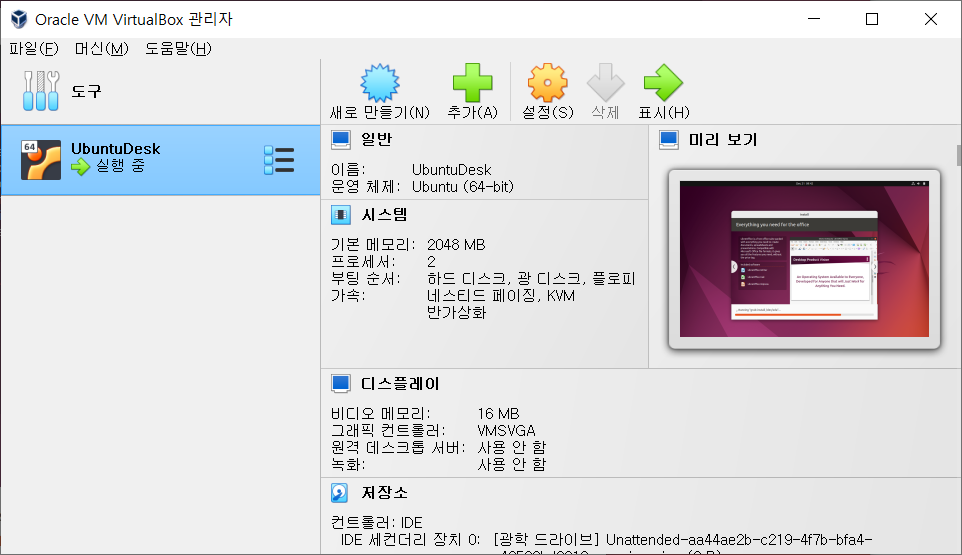 Oracle VM VirtualBox 관리자
파일(F) 머신(M) 도움말(H)
도구
새로 만들기(N) 추가(A) 설정(S) 삭제 표시(H)
64
UbuntuDesk
실행 중
일반
이름: UbuntuDesk
운영 체제: Ubuntu (64-bit)
시스템
기본 메모리: 2048 MB
프로세서: 2
부팅 순서: 하드 디스크, 광 디스크, 플로피
가속: 네스티드 페이징, KVM
반가상화
미리 보기
Everything you need for the office
디스플레이
비디오 메모리: 16 MB
그래픽 컨트롤러: VMSVGA
원격 데스크톱 서버: 사용 안 함
녹화: 사용 안 함
저장소
컨트롤러: IDE
IDE 세컨더리 장치 0: [광학 드라이브] Unattended-aa44ae2b-c219-4f7b-bfa4-